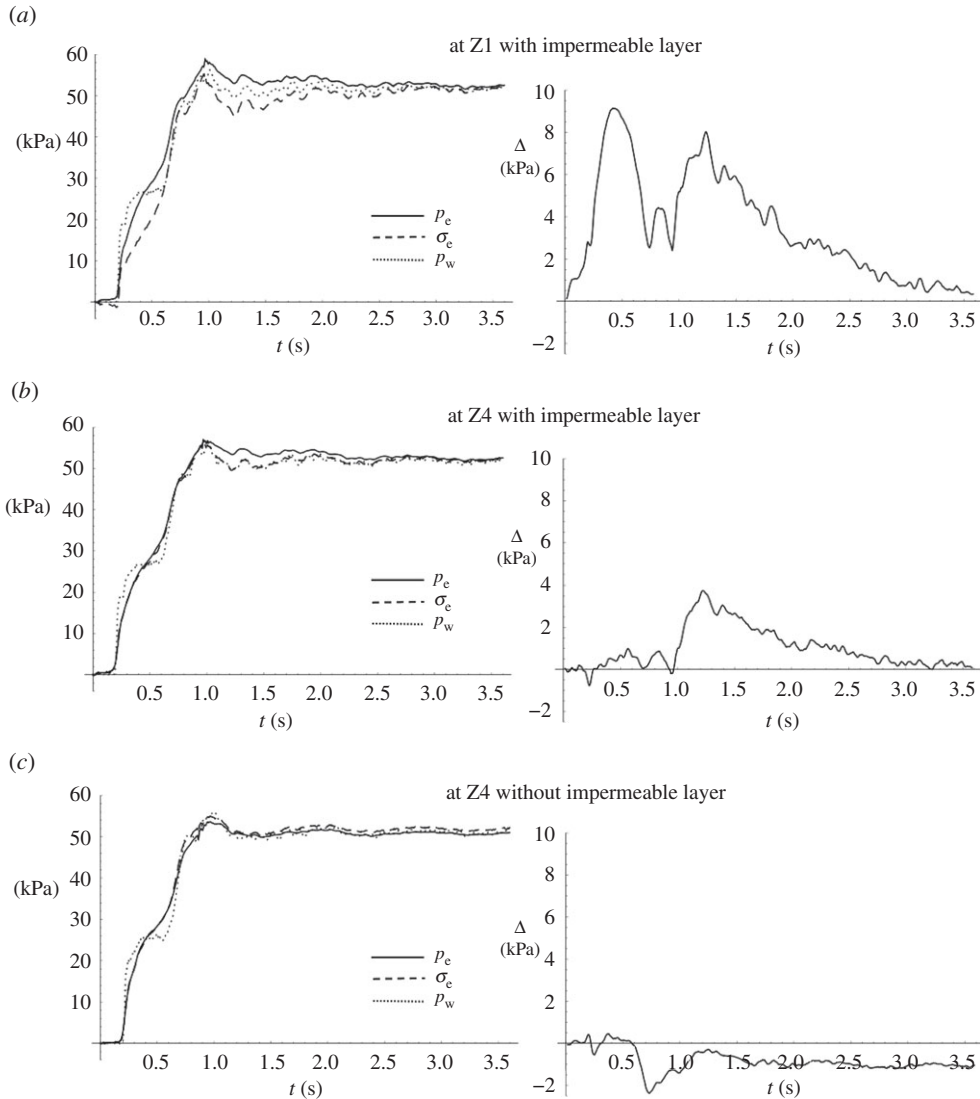 (a)
at Z1 with impermeable layer
60
50
(kPa)
40
30
20
10
p_e
σ_e
p_w
0.5 1.0 1.5 2.0 2.5 3.0 3.5
t (s)
10
8
Δ
(kPa)
6
4
2
0.5 1.0 1.5 2.0 2.5 3.0 3.5
−2
t (s)
(b)
at Z4 with impermeable layer
60
50
(kPa)
40
30
20
10
p_e
σ_e
p_w
0.5 1.0 1.5 2.0 2.5 3.0 3.5
t (s)
10
8
Δ
(kPa)
6
4
2
0.5 1.0 1.5 2.0 2.5 3.0 3.5
−2
t (s)
(c)
at Z4 without impermeable layer
60
50
(kPa)
40
30
20
10
p_e
σ_e
p_w
0.5 1.0 1.5 2.0 2.5 3.0 3.5
t (s)
10
8
Δ
(kPa)
6
4
2
0.5 1.0 1.5 2.0 2.5 3.0 3.5
−2
t (s)